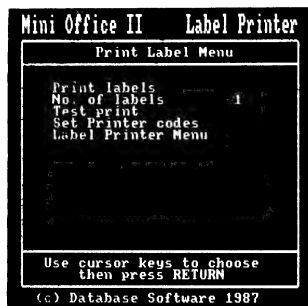 Mini Office II Label Printer
Print Label Menu
Print labels
No. of labels 1
Test print
Set Printer codes
Label Printer Menu
Use cursor keys to choose
then press RETURN
(c) Database Software 1987